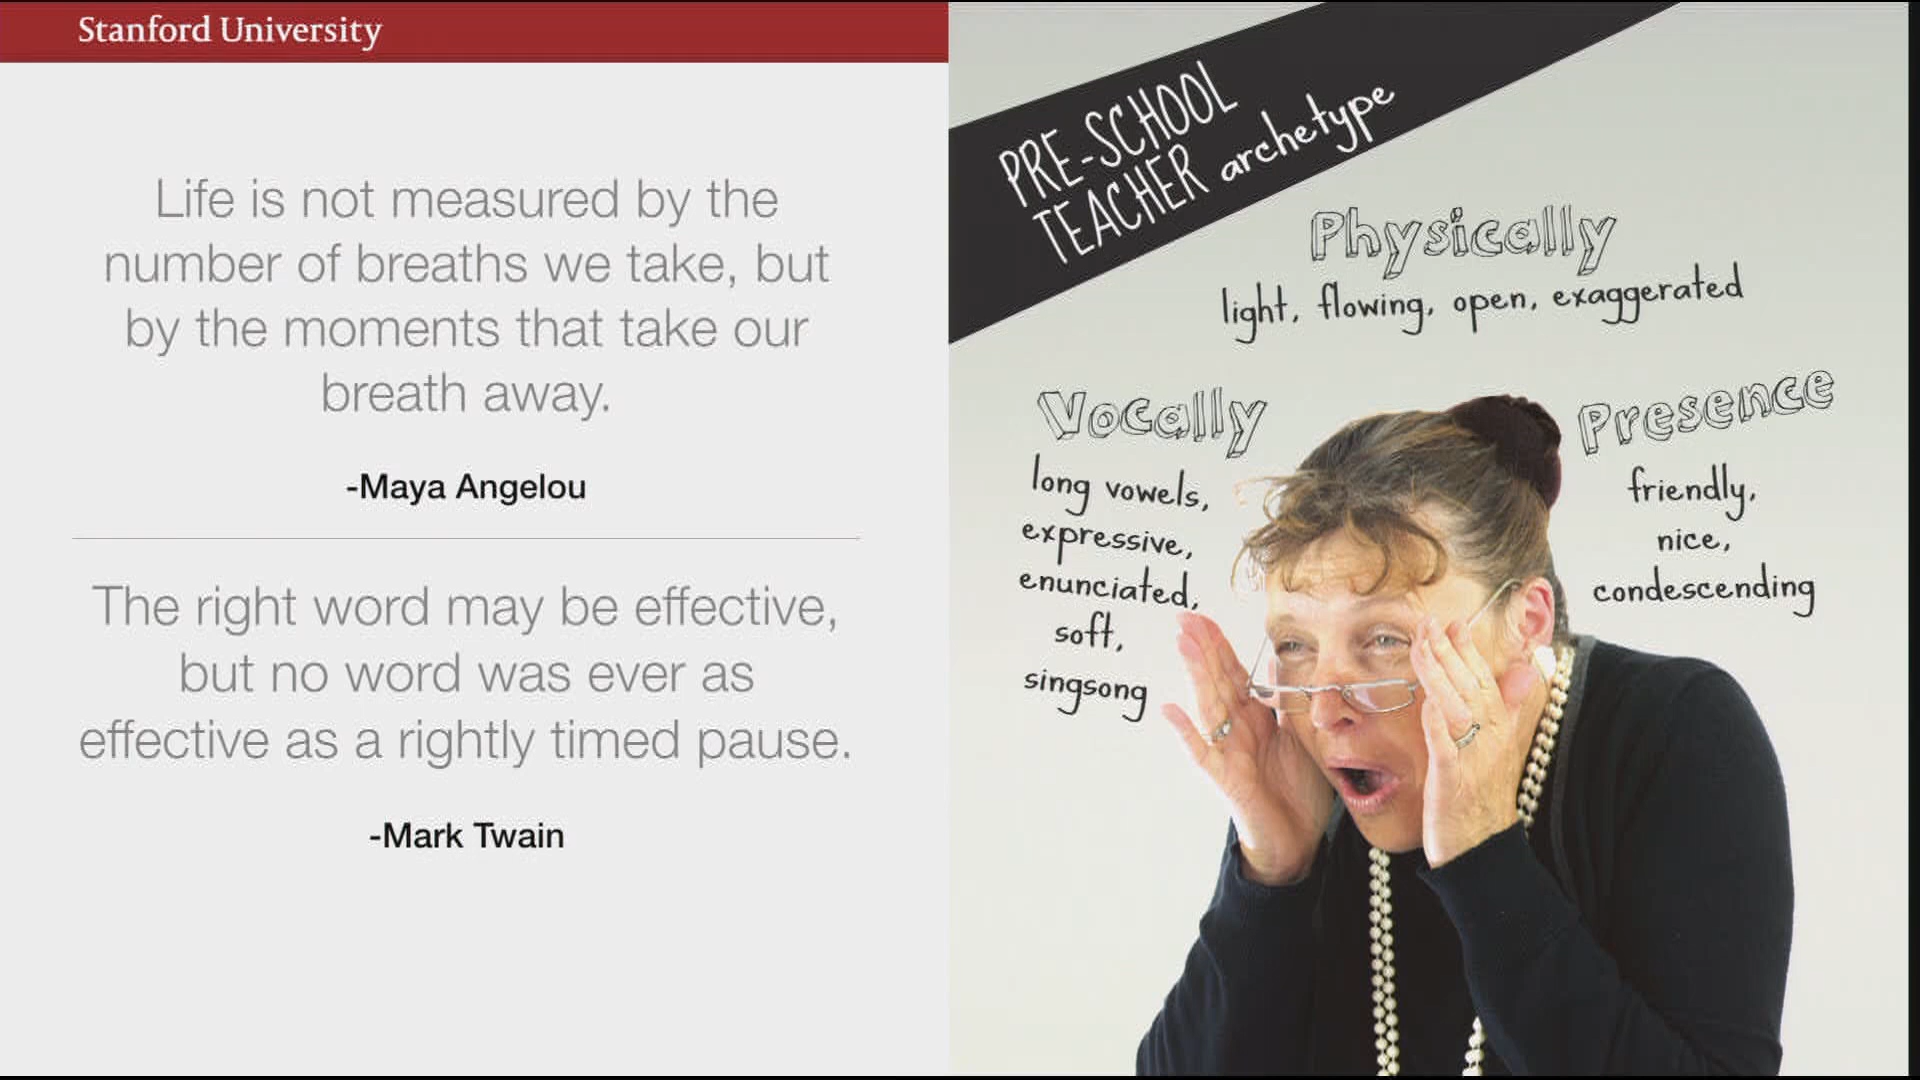 Stanford University
Life is not measured by the
number of breaths we take, but
by the moments that take our
breath away.
-Maya Angelou
The right word may be effective,
but no word was ever as
effective as a rightly timed pause.
-Mark Twain
PRE-SCHOOL
TEACHER archetype
Physically
light, flowing, open, exaggerated
Vocally
long vowels,
expressive,
enunciated,
soft,
singsong
Presence
friendly,
nice,
condescending